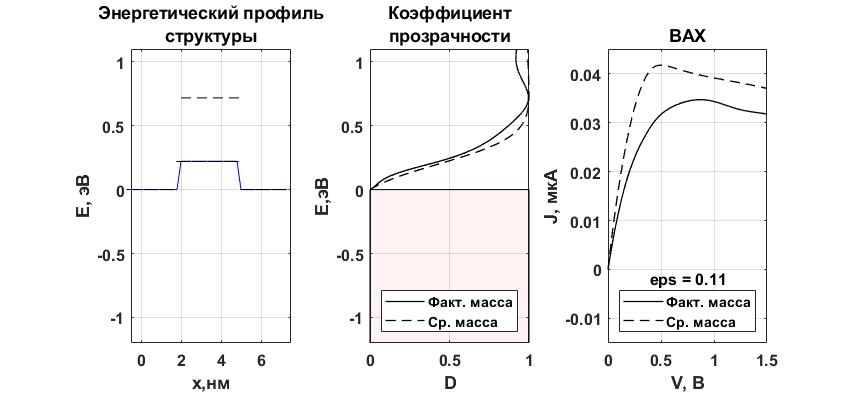 Энергетический профиль
структуры
E, эВ
1
0.5
0
-0.5
-1
0 2 4 6
x,нм
Коэффициент
прозрачности
E,эВ
1
0.5
0
-0.5
-1
Факт. масса
Ср. масса
0 0.5 1
D
ВАХ
J, мкА
0.04
0.03
0.02
0.01
0
-0.01
eps = 0.11
Факт. масса
Ср. масса
0 0.5 1 1.5
V, В